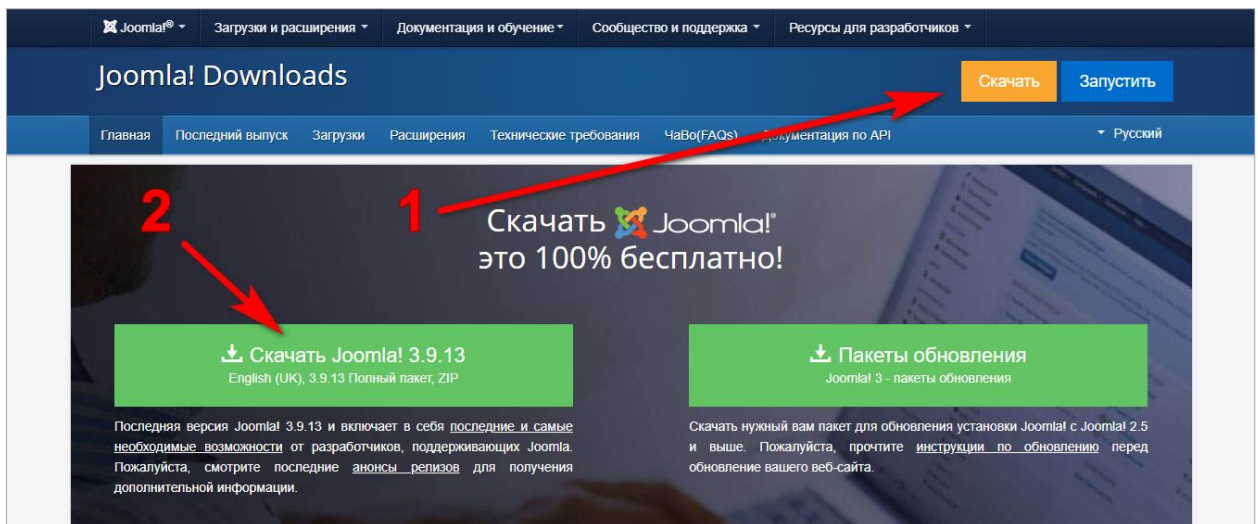 Joomla!® Загрузки и расширения Документация и обучение Сообщество и поддержка Ресурсы для разработчиков
Joomla! Downloads
Скачать Запустить
Главная Последний выпуск Загрузки Расширения Технические требования ЧаВо(FAQs) Документация по API Русский
2
1
Скачать Joomla!®
это 100% бесплатно!
Скачать Joomla! 3.9.13
English (UK), 3.9.13 Полный пакет, ZIP
Последняя версия Joomla! 3.9.13 и включает в себя последние и самые
необходимые возможности от разработчиков, поддерживающих Joomla.
Пожалуйста, смотрите последние анонсы релизов для получения
дополнительной информации.
Пакеты обновления
Joomla! 3 - пакеты обновления
Скачать нужный вам пакет для обновления установки Joomla! с Joomla! 2.5
и выше. Пожалуйста, прочтите инструкции по обновлению перед
обновление вашего веб-сайта.